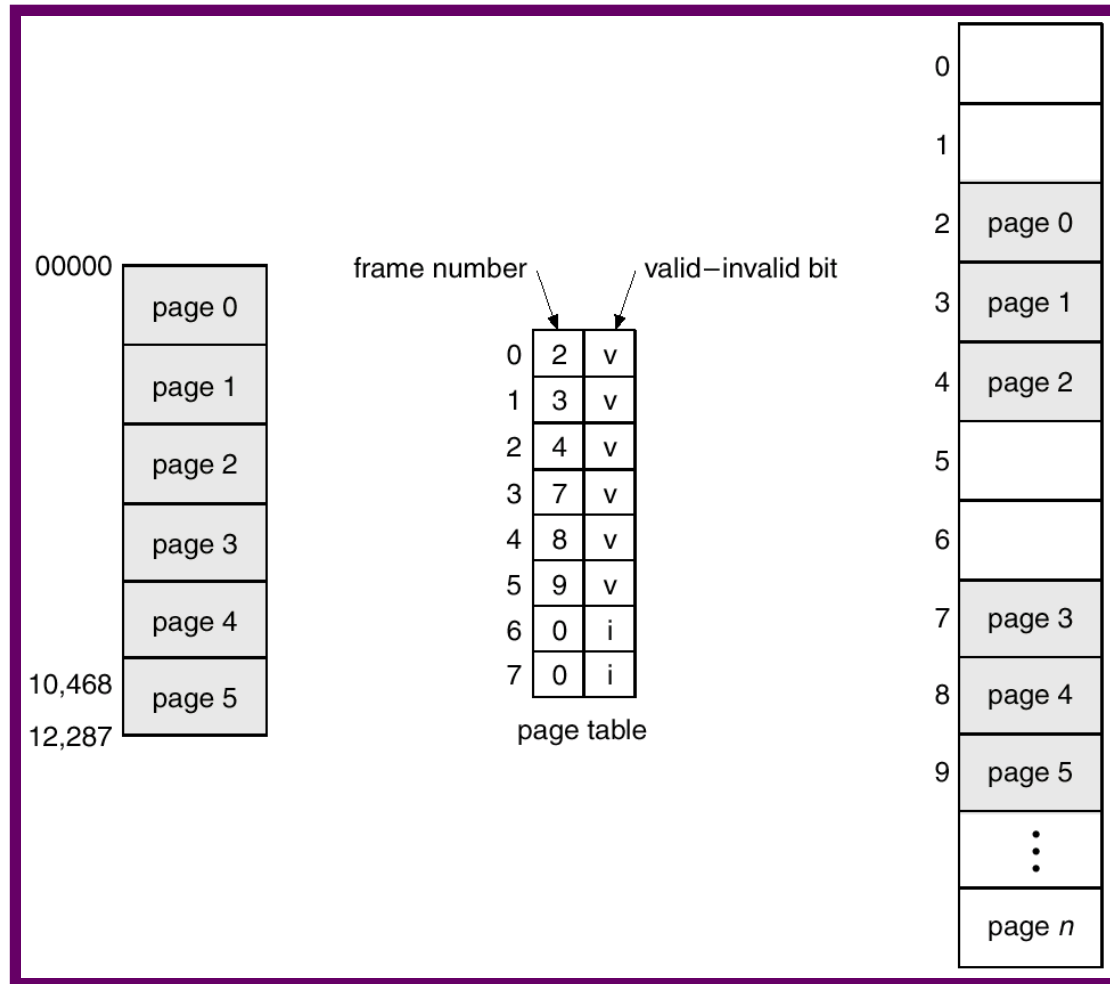 00000
page 0
page 1
page 2
page 3
page 4
10,468
page 5
12,287
frame number
valid–invalid bit
0 2 v
1 3 v
2 4 v
3 7 v
4 8 v
5 9 v
6 0 i
7 0 i
page table
0
1
2 page 0
3 page 1
4 page 2
5
6
7 page 3
8 page 4
9 page 5
⋮
page n